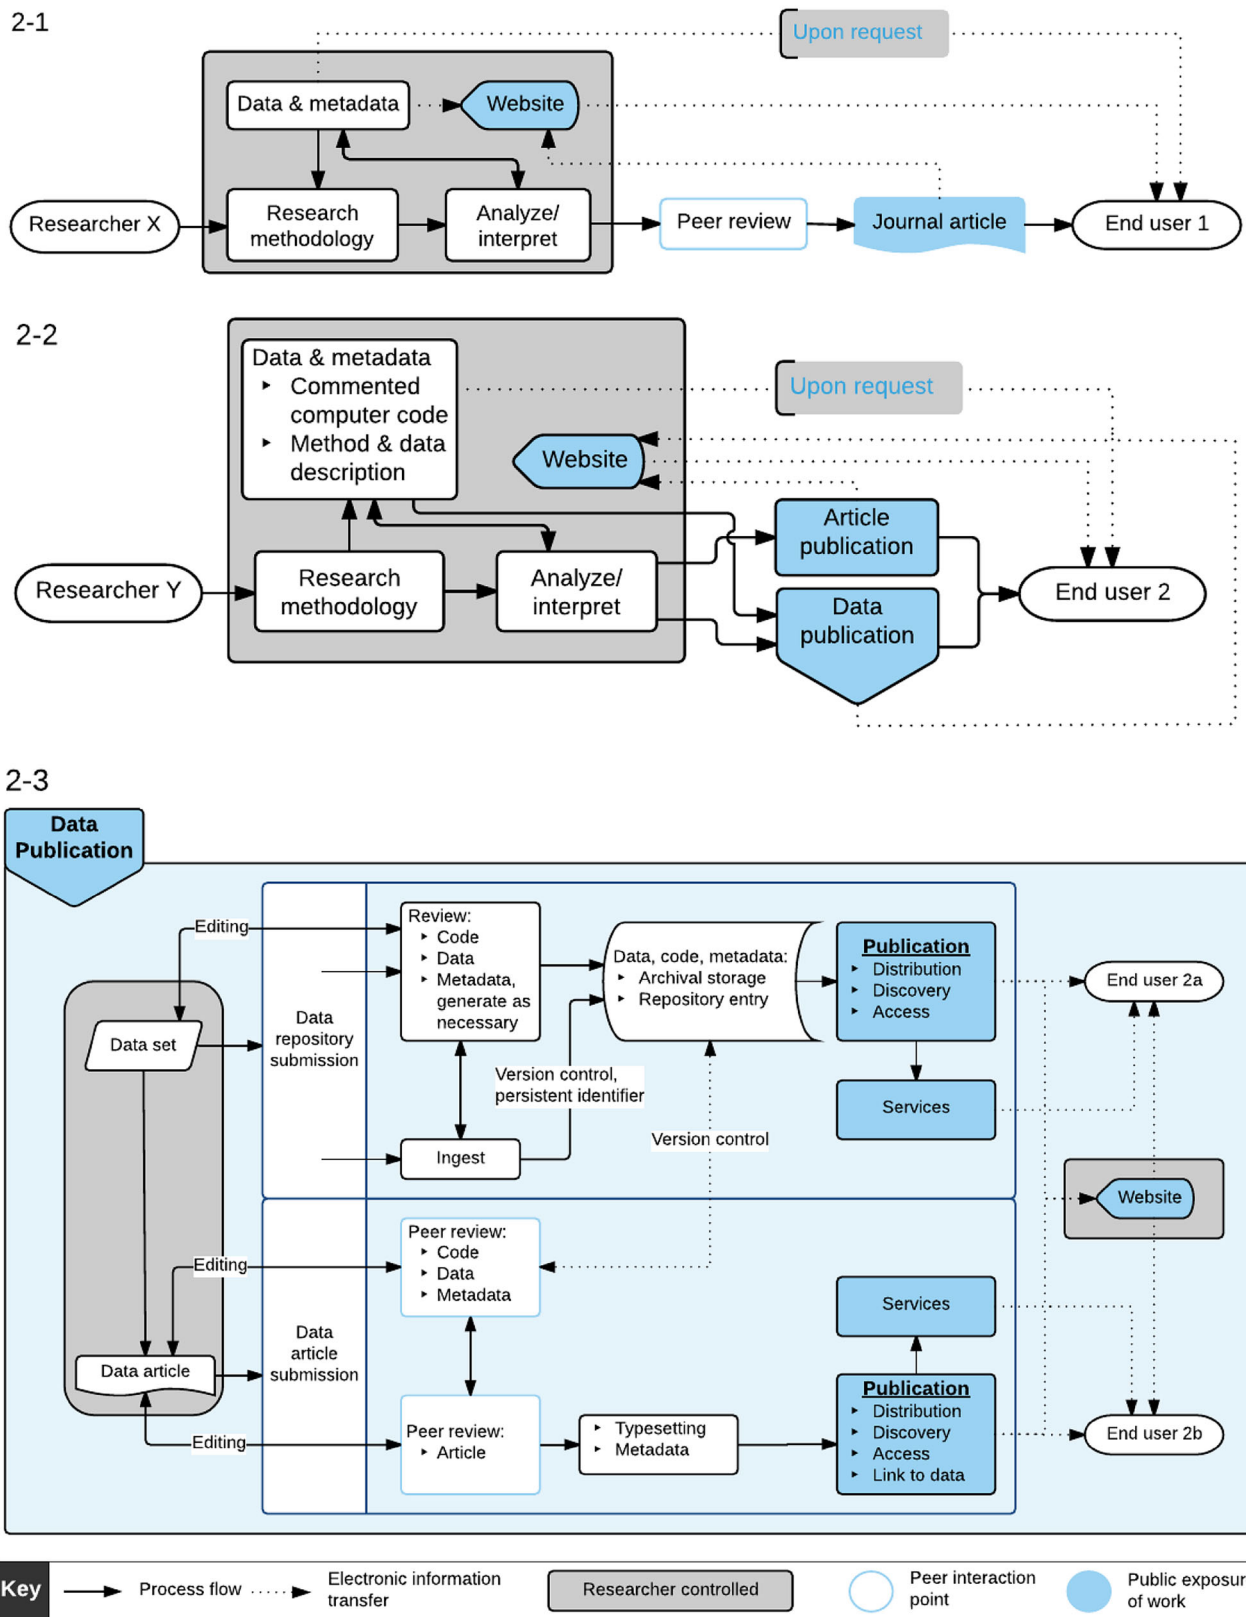 2-1
Upon request
Data & metadata
Website
Researcher X
Research
methodology
Analyze/
interpret
Peer review
Journal article
End user 1
2-2
Data & metadata
‣ Commented
computer code
‣ Method & data
description
Upon request
Website
Article
publication
Researcher Y
Research
methodology
Analyze/
interpret
Data
publication
End user 2
2-3
Data
Publication
Editing
Review:
‣ Code
‣ Data
‣ Metadata,
generate as
necessary
Data, code, metadata:
‣ Archival storage
‣ Repository entry
Publication
‣ Distribution
‣ Discovery
‣ Access
End user 2a
Data set
Data
repository
submission
Version control,
persistent identifier
Services
Version control
Ingest
Website
Peer review:
‣ Code
‣ Data
‣ Metadata
Editing
Services
Data article
Data
article
submission
Publication
‣ Distribution
‣ Discovery
‣ Access
‣ Link to data
Editing
Peer review:
‣ Article
‣ Typesetting
‣ Metadata
End user 2b
Key
Process flow
Electronic information
transfer
Researcher controlled
Peer interaction
point
Public exposur
of work